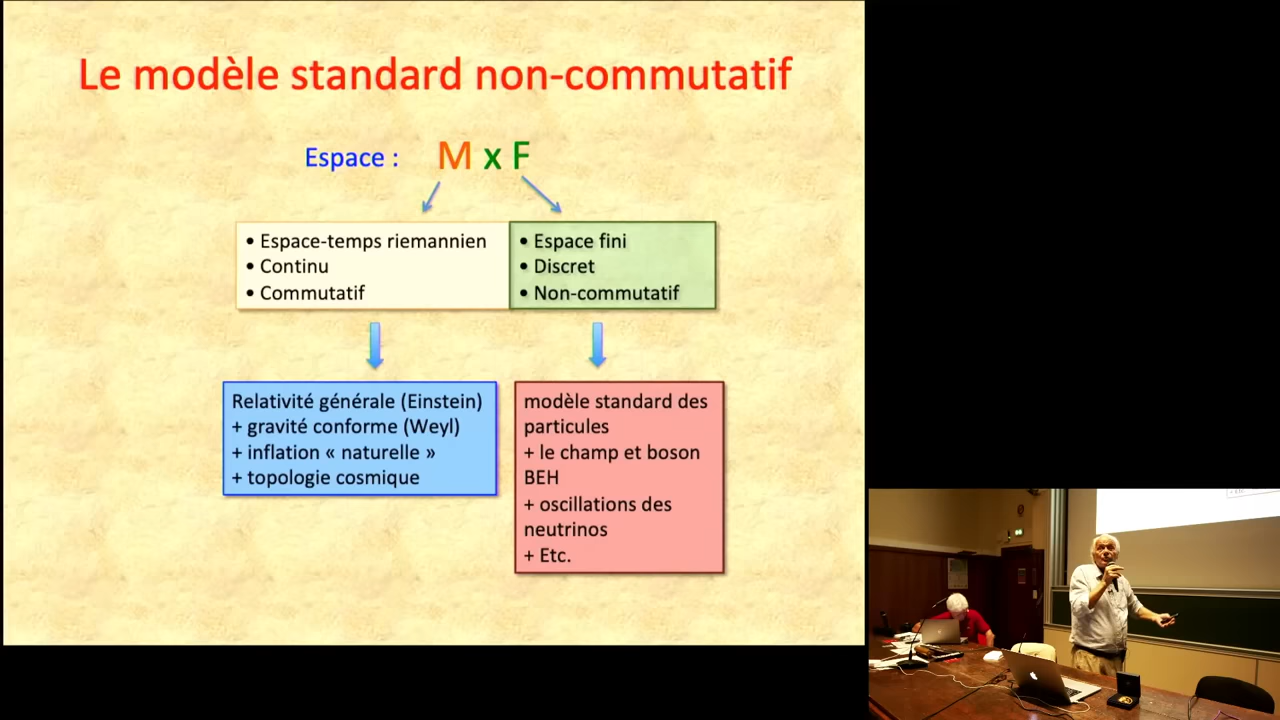 Le modèle standard non-commutatif
Espace : M x F
• Espace-temps riemannien
• Continu
• Commutatif
• Espace fini
• Discret
• Non-commutatif
Relativité générale (Einstein)
+ gravité conforme (Weyl)
+ inflation « naturelle »
+ topologie cosmique
modèle standard des
particules
+ le champ et boson
BEH
+ oscillations des
neutrinos
+ Etc.